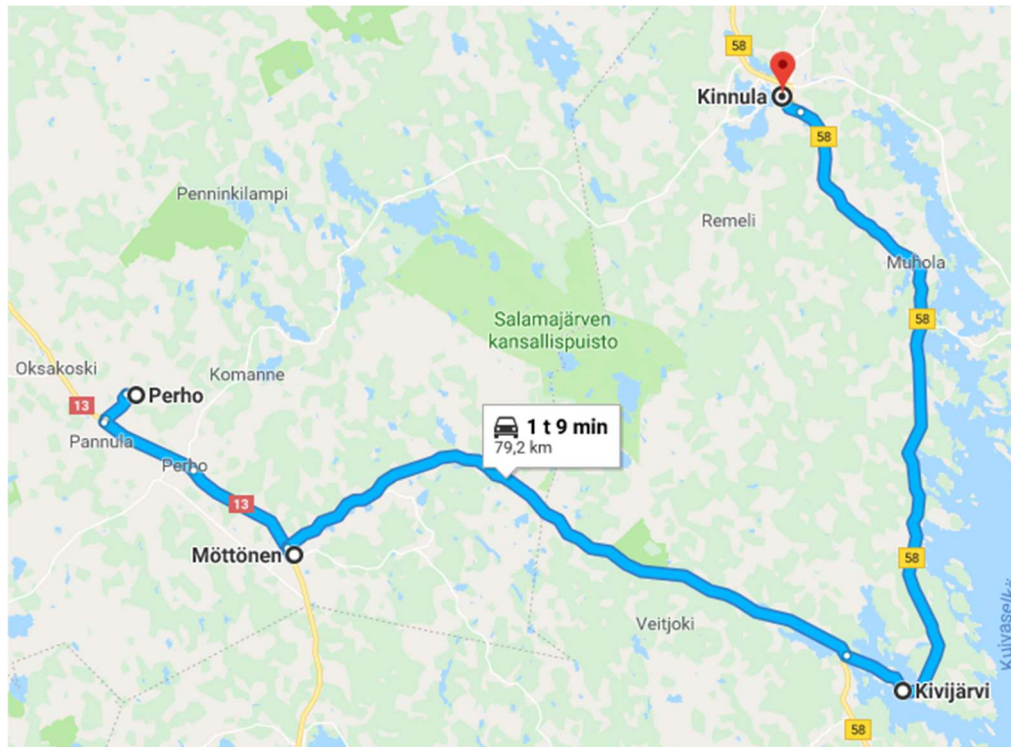 58
Kinnula
58
Penninkilampi
Remeli
Muhola
Salamajärven
kansallispuisto
58
Oksakoski
Komanne
Perho
13
1 t 9 min
79,2 km
Pannula
Perho
13
Möttönen
58
Veitjoki
Kuivaselkä
Kivijärvi
58